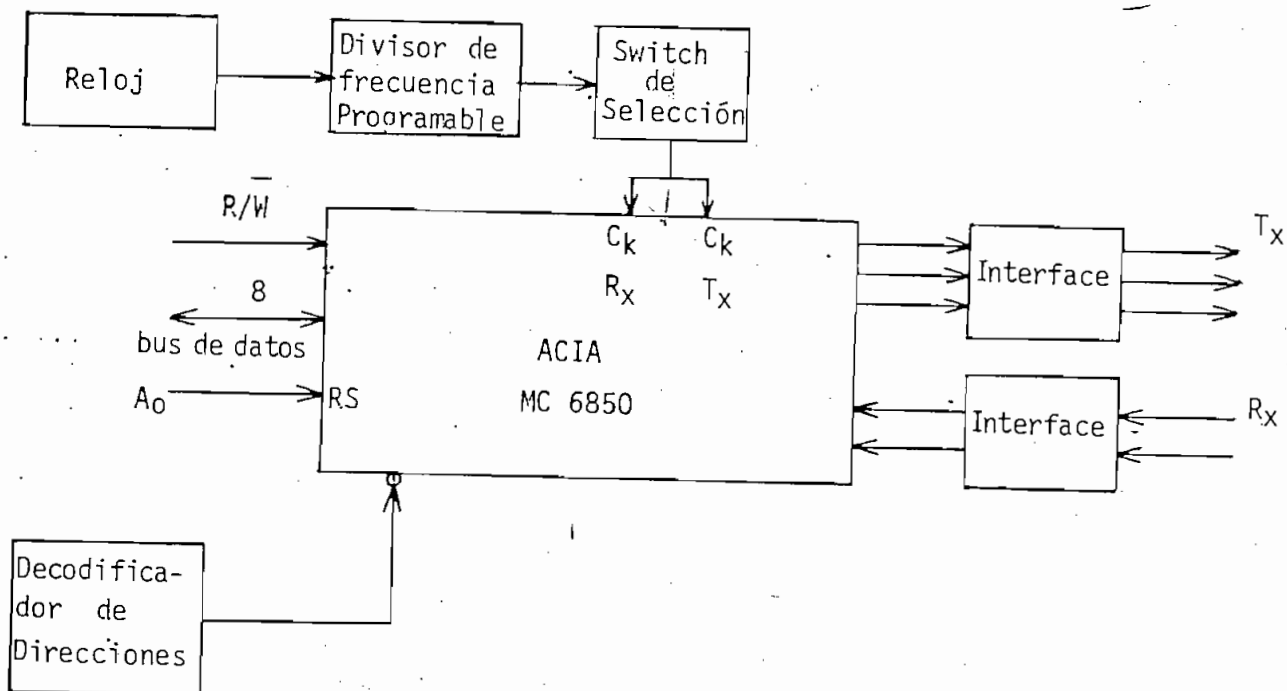 Reloj
Divisor de
frecuencia
Programable
Switch
de
Selección
R/W̅
8
bus de datos
A₀
RS
Cₖ Cₖ
Rₓ Tₓ
ACIA
MC 6850
Interface
Tₓ
Interface
Rₓ
Decodifica-
dor de
Direcciones